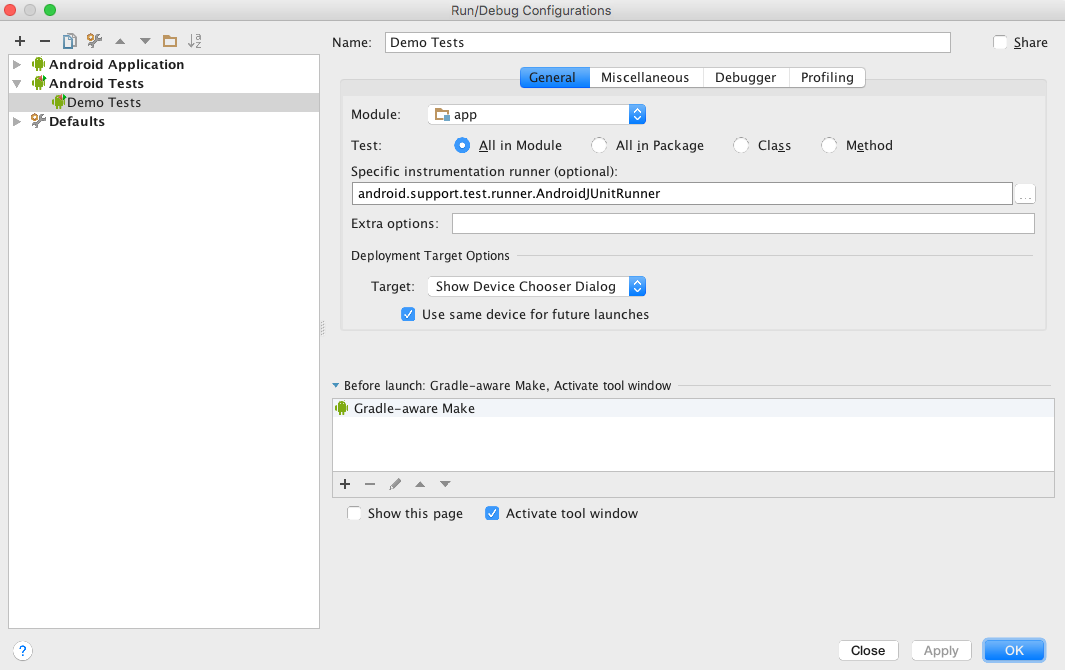 Run/Debug Configurations
Name: Demo Tests Share
Android Application
Android Tests
Demo Tests
Defaults
General Miscellaneous Debugger Profiling
Module: app
Test: All in Module All in Package Class Method
Specific instrumentation runner (optional):
android.support.test.runner.AndroidJUnitRunner ...
Extra options:
Deployment Target Options
Target: Show Device Chooser Dialog
Use same device for future launches
Before launch: Gradle-aware Make, Activate tool window
Gradle-aware Make
Show this page Activate tool window
? Close Apply OK